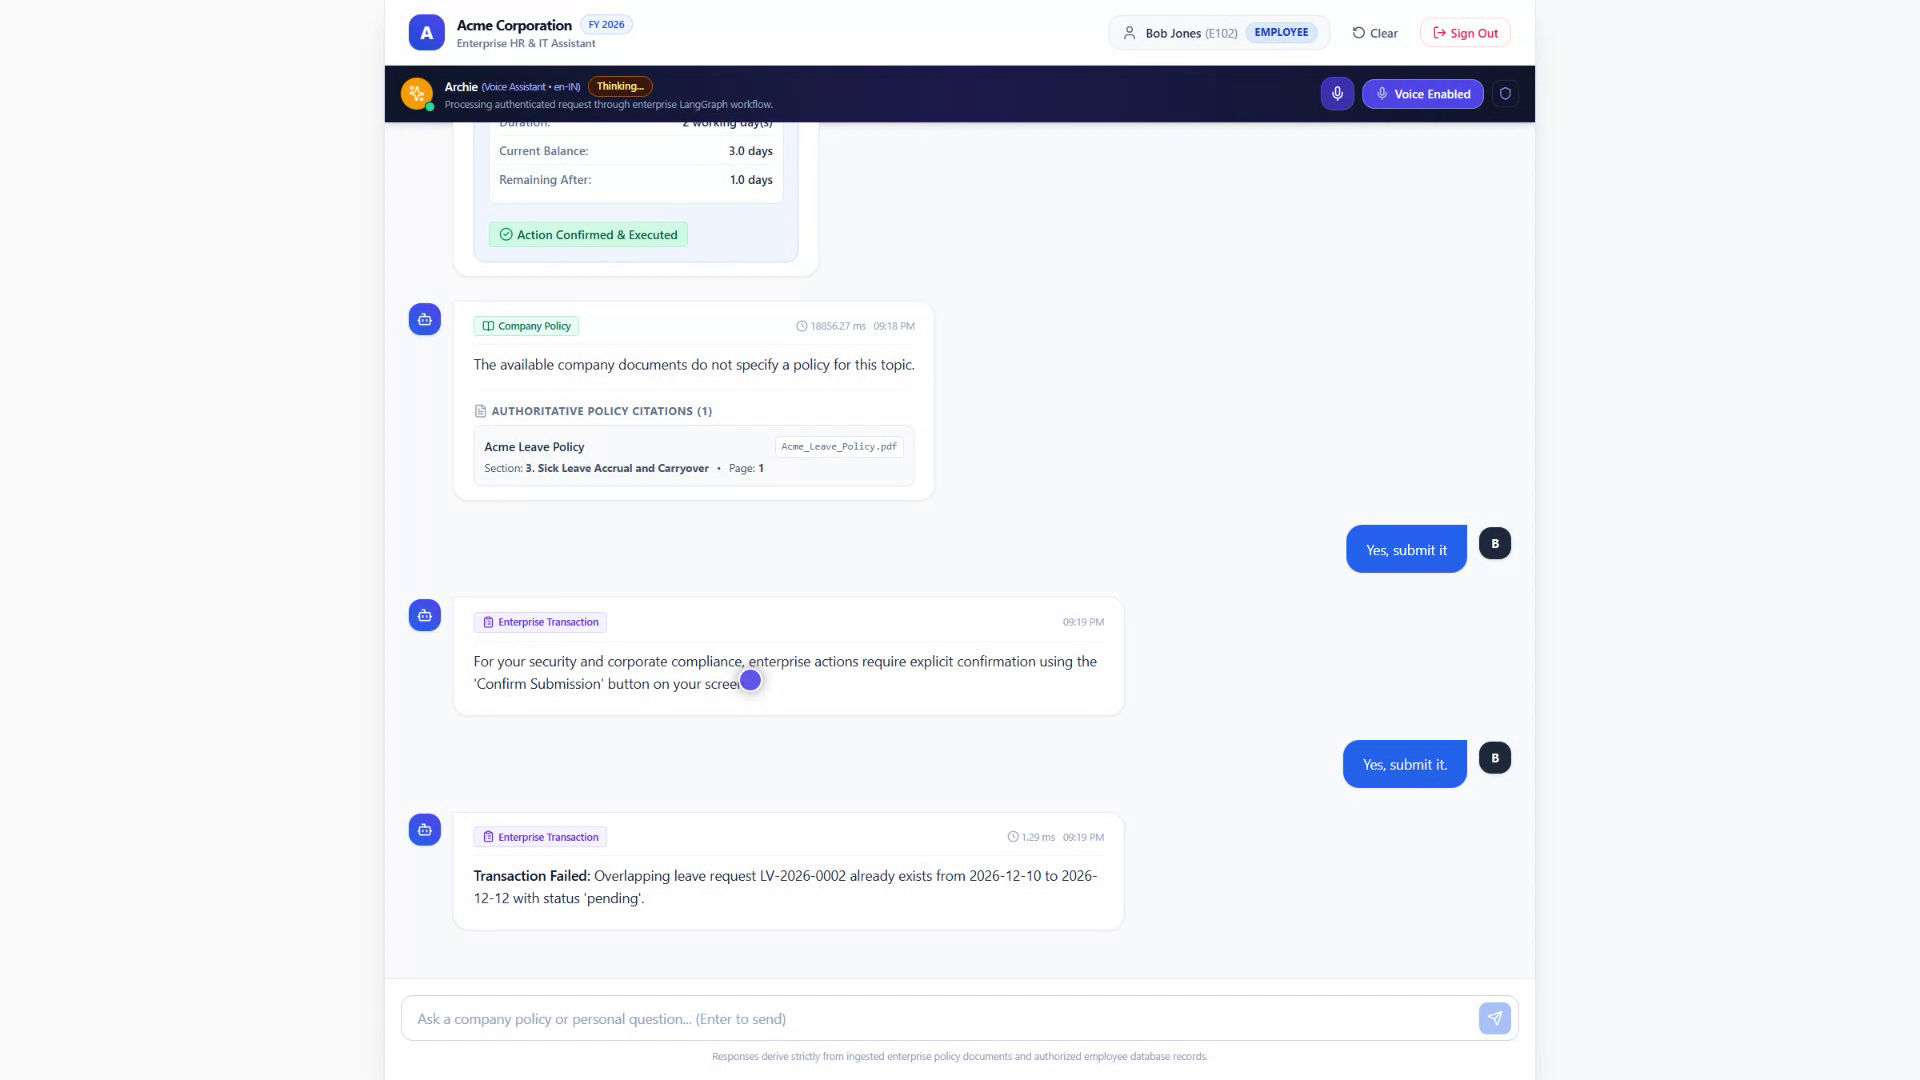 A
Acme Corporation FY 2026
Enterprise HR & IT Assistant
Bob Jones (E102) EMPLOYEE
Clear
Sign Out
Archie (Voice Assistant • en-IN) Thinking...
Processing authenticated request through enterprise LangGraph workflow.
Voice Enabled
Duration: 2 working day(s)
Current Balance: 3.0 days
Remaining After: 1.0 days
Action Confirmed & Executed
Company Policy 18856.27 ms 09:18 PM
The available company documents do not specify a policy for this topic.
AUTHORITATIVE POLICY CITATIONS (1)
Acme Leave Policy Acme_Leave_Policy.pdf
Section: 3. Sick Leave Accrual and Carryover • Page: 1
Yes, submit it B
Enterprise Transaction 09:19 PM
For your security and corporate compliance, enterprise actions require explicit confirmation using the
'Confirm Submission' button on your screen
Yes, submit it. B
Enterprise Transaction 1.29 ms 09:19 PM
Transaction Failed: Overlapping leave request LV-2026-0002 already exists from 2026-12-10 to 2026-
12-12 with status 'pending'.
Ask a company policy or personal question... (Enter to send)
Responses derive strictly from ingested enterprise policy documents and authorized employee database records.